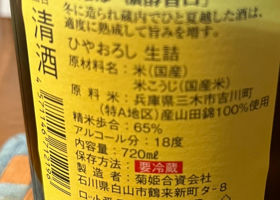 冬に造られ蔵内でひと夏越した酒は、
適度に熟成して旨みを増す。
清酒
ひやおろし 生詰
原材料名：米（国産）
米こうじ（国産米）
原料米：兵庫県三木市吉川町
（特A地区）産山田錦100%使用
精米歩合：65%
アルコール分：18度
内容量：720ml
保存方法：要冷蔵
製造者：菊姫合資会社
石川県白山市鶴来新町タ-8